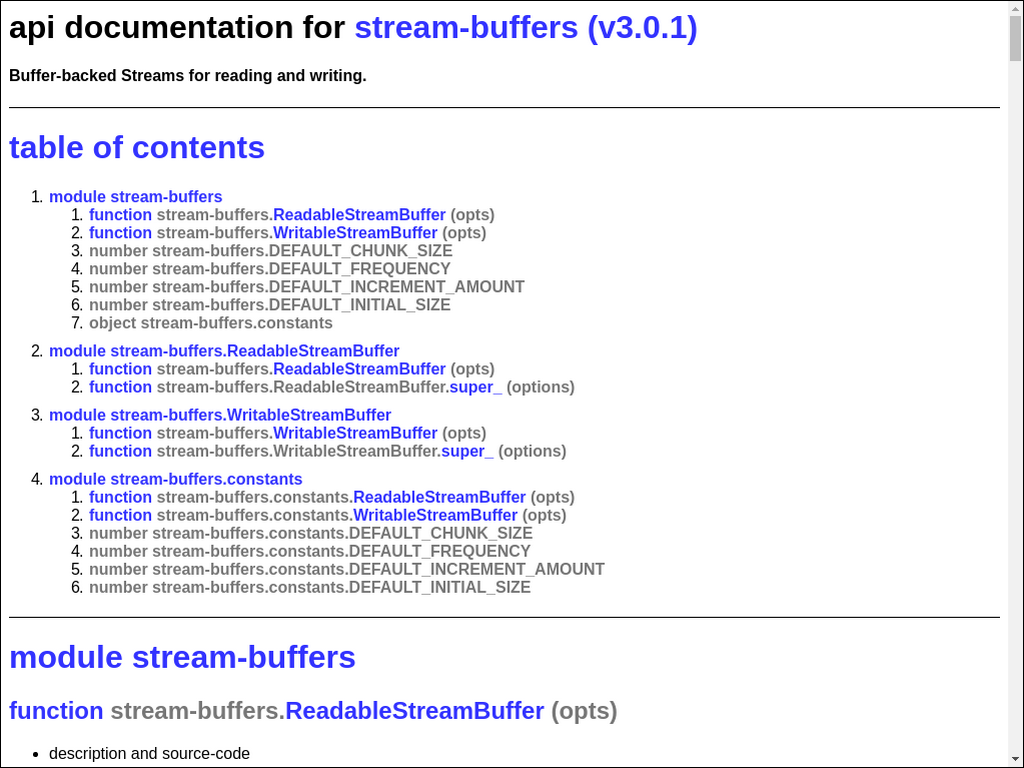 api documentation for stream-buffers (v3.0.1)
Buffer-backed Streams for reading and writing.
table of contents
1. module stream-buffers
1. function stream-buffers.ReadableStreamBuffer (opts)
2. function stream-buffers.WritableStreamBuffer (opts)
3. number stream-buffers.DEFAULT_CHUNK_SIZE
4. number stream-buffers.DEFAULT_FREQUENCY
5. number stream-buffers.DEFAULT_INCREMENT_AMOUNT
6. number stream-buffers.DEFAULT_INITIAL_SIZE
7. object stream-buffers.constants
2. module stream-buffers.ReadableStreamBuffer
1. function stream-buffers.ReadableStreamBuffer (opts)
2. function stream-buffers.ReadableStreamBuffer.super_ (options)
3. module stream-buffers.WritableStreamBuffer
1. function stream-buffers.WritableStreamBuffer (opts)
2. function stream-buffers.WritableStreamBuffer.super_ (options)
4. module stream-buffers.constants
1. function stream-buffers.constants.ReadableStreamBuffer (opts)
2. function stream-buffers.constants.WritableStreamBuffer (opts)
3. number stream-buffers.constants.DEFAULT_CHUNK_SIZE
4. number stream-buffers.constants.DEFAULT_FREQUENCY
5. number stream-buffers.constants.DEFAULT_INCREMENT_AMOUNT
6. number stream-buffers.constants.DEFAULT_INITIAL_SIZE
module stream-buffers
function stream-buffers.ReadableStreamBuffer (opts)
• description and source-code